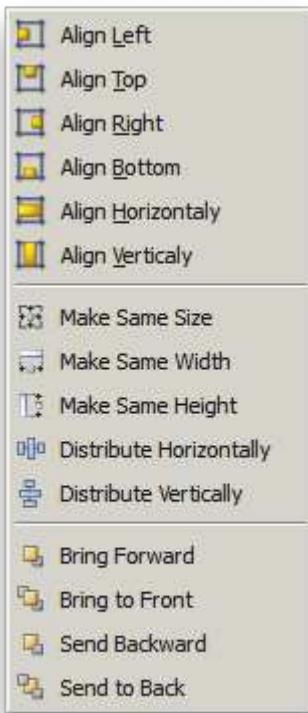 Align Left
Align Top
Align Right
Align Bottom
Align Horizontaly
Align Verticaly
Make Same Size
Make Same Width
Make Same Height
Distribute Horizontally
Distribute Vertically
Bring Forward
Bring to Front
Send Backward
Send to Back